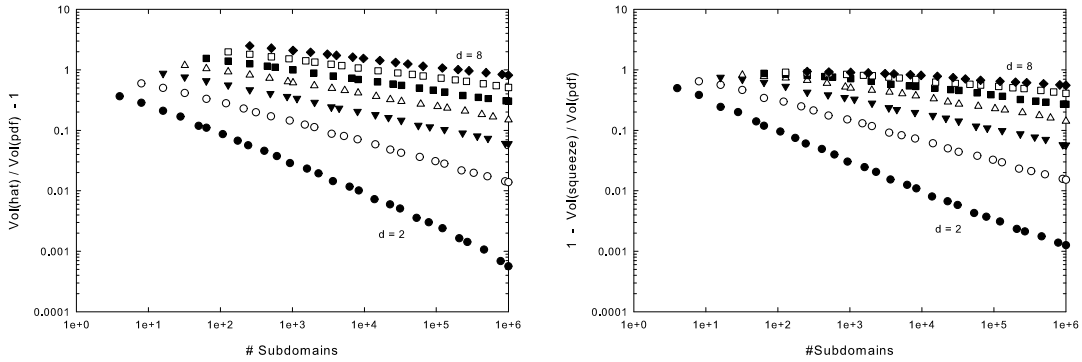 Vol(hat) / Vol(pdf) - 1
10
1
0.1
0.01
0.001
0.0001
1e+0
1e+1
1e+2
1e+3
1e+4
1e+5
1e+6
# Subdomains
d = 8
d = 2
1 - Vol(squeeze) / Vol(pdf)
10
1
0.1
0.01
0.001
0.0001
1e+0
1e+1
1e+2
1e+3
1e+4
1e+5
1e+6
#Subdomains
d = 8
d = 2